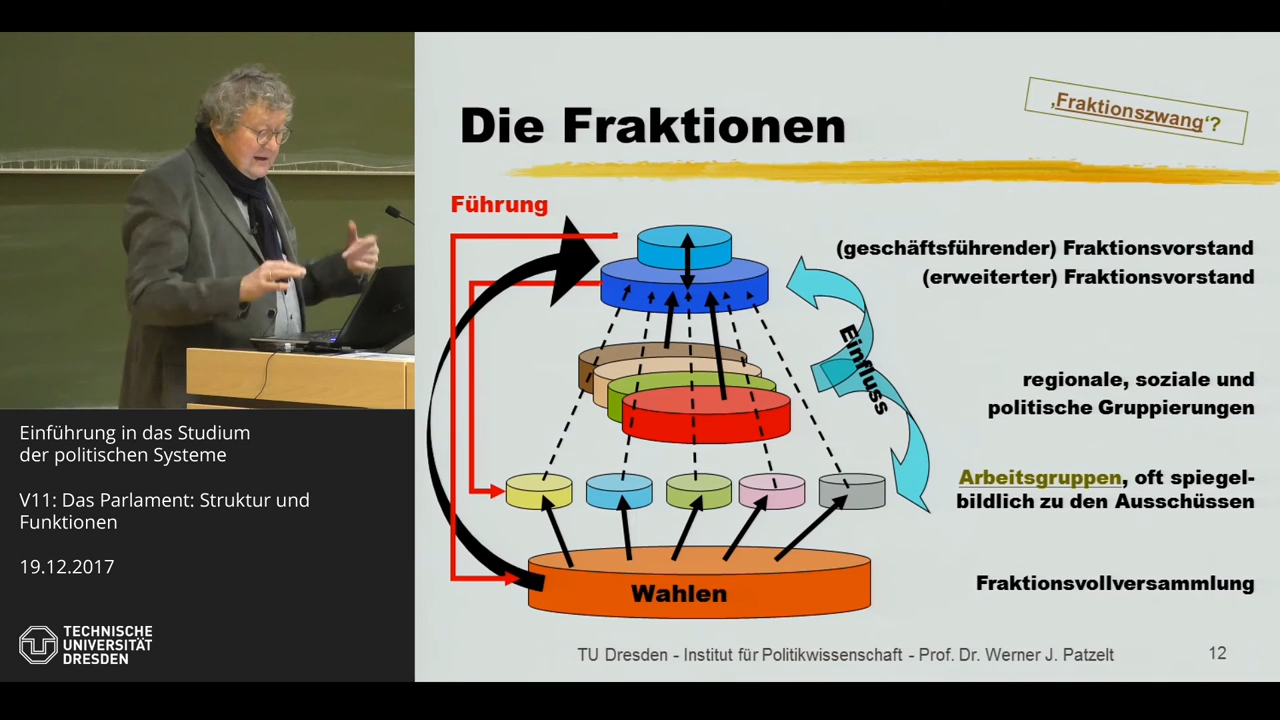 Die Fraktionen
‚Fraktionszwang‘?
Führung
(geschäftsführender) Fraktionsvorstand
(erweiterter) Fraktionsvorstand
Einfluss
regionale, soziale und
politische Gruppierungen
Arbeitsgruppen, oft spiegel-
bildlich zu den Ausschüssen
Fraktionsvollversammlung
Wahlen
TU Dresden - Institut für Politikwissenschaft - Prof. Dr. Werner J. Patzelt
12
Einführung in das Studium
der politischen Systeme
V11: Das Parlament: Struktur und
Funktionen
19.12.2017
TECHNISCHE
UNIVERSITÄT
DRESDEN